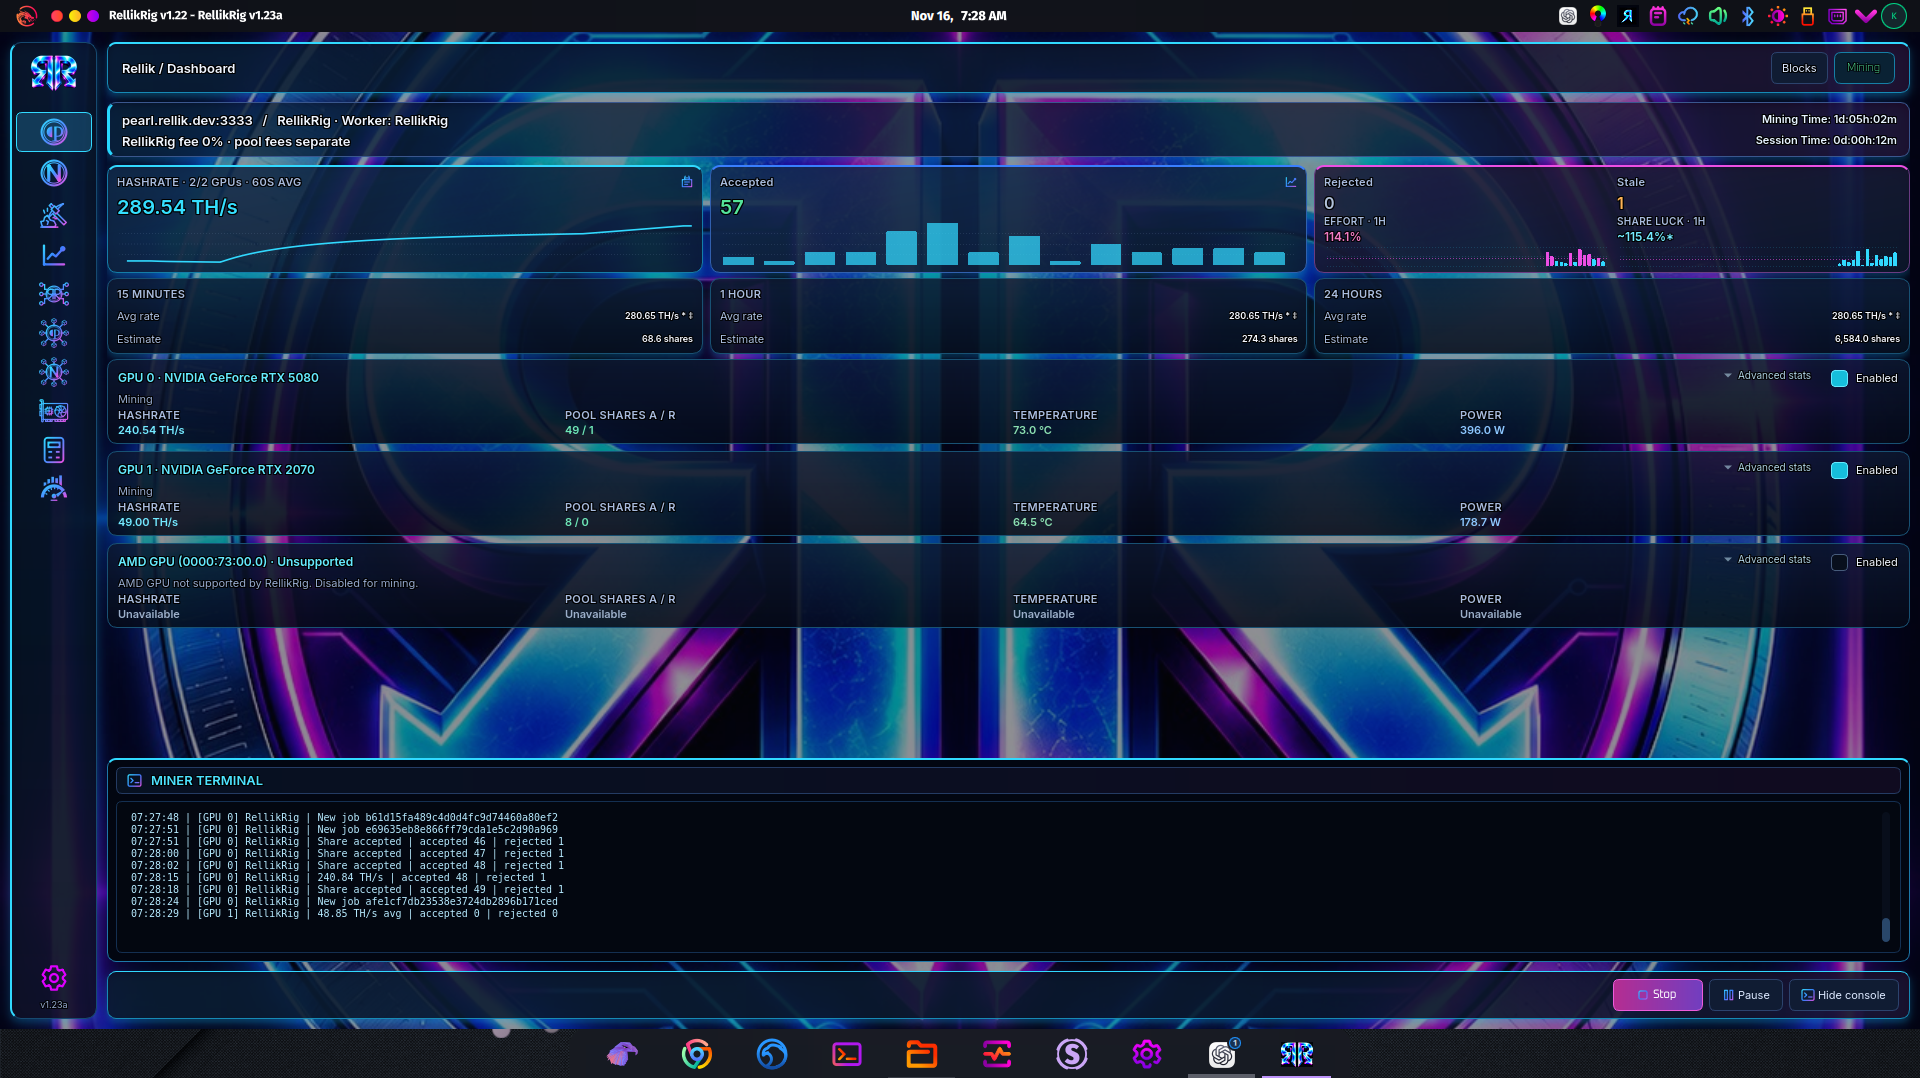 RellikRig v1.22 - RellikRig v1.23a
Nov 16, 7:28 AM
K
Rellik / Dashboard
Blocks
Mining
pearl.rellik.dev:3333 / RellikRig · Worker: RellikRig
RellikRig fee 0% · pool fees separate
Mining Time: 1d:05h:02m
Session Time: 0d:00h:12m
HASHRATE · 2/2 GPUs · 60S AVG
289.54 TH/s
Accepted
57
Rejected
0
EFFORT · 1H
114.1%
Stale
1
SHARE LUCK · 1H
~115.4%*
15 MINUTES
Avg rate 280.65 TH/s * ‡
Estimate 68.6 shares
1 HOUR
Avg rate 280.65 TH/s * ‡
Estimate 274.3 shares
24 HOURS
Avg rate 280.65 TH/s * ‡
Estimate 6,584.0 shares
GPU 0 · NVIDIA GeForce RTX 5080
Advanced stats
Enabled
Mining
HASHRATE POOL SHARES A / R TEMPERATURE POWER
240.54 TH/s 49 / 1 73.0 °C 396.0 W
GPU 1 · NVIDIA GeForce RTX 2070
Advanced stats
Enabled
Mining
HASHRATE POOL SHARES A / R TEMPERATURE POWER
49.00 TH/s 8 / 0 64.5 °C 178.7 W
AMD GPU (0000:73:00.0) · Unsupported
Advanced stats
Enabled
AMD GPU not supported by RellikRig. Disabled for mining.
HASHRATE POOL SHARES A / R TEMPERATURE POWER
Unavailable Unavailable Unavailable Unavailable
MINER TERMINAL
07:27:48 | [GPU 0] RellikRig | New job b61d15fa489c4d0d4fc9d74460a80ef2
07:27:51 | [GPU 0] RellikRig | New job e69635eb8e866ff79cda1e5c2d90a969
07:27:51 | [GPU 0] RellikRig | Share accepted | accepted 46 | rejected 1
07:28:00 | [GPU 0] RellikRig | Share accepted | accepted 47 | rejected 1
07:28:02 | [GPU 0] RellikRig | Share accepted | accepted 48 | rejected 1
07:28:15 | [GPU 0] RellikRig | 240.84 TH/s | accepted 48 | rejected 1
07:28:18 | [GPU 0] RellikRig | Share accepted | accepted 49 | rejected 1
07:28:24 | [GPU 0] RellikRig | New job afe1cf7db23538e3724db2896b171ced
07:28:29 | [GPU 1] RellikRig | 48.85 TH/s avg | accepted 0 | rejected 0
v1.23a
Stop
Pause
Hide console
1